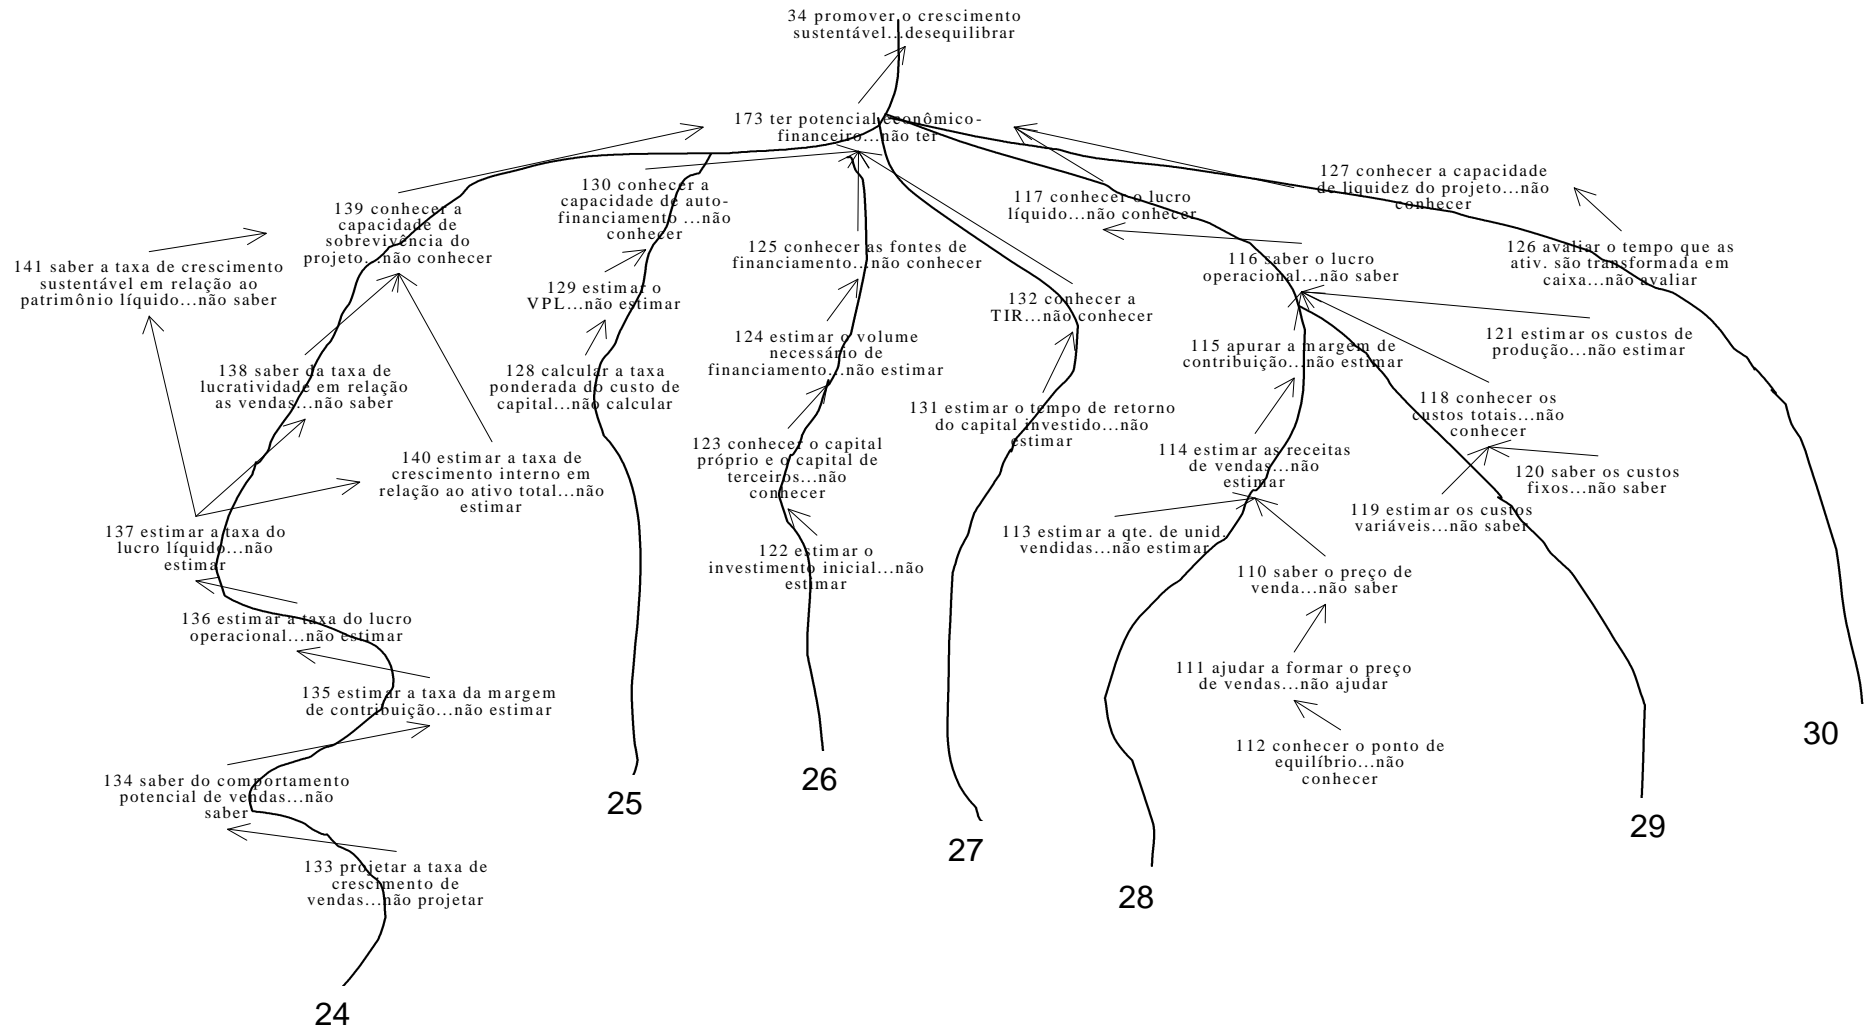 34 promover o crescimento
sustentável...desequilibrar
173 ter potencial econômico-
financeiro...não ter
139 conhecer a
capacidade de
sobrevivência do
projeto...não conhecer
130 conhecer a
capacidade de auto-
financiamento ...não
conhecer
117 conhecer o lucro
líquido...não conhecer
127 conhecer a capacidade
de liquidez do projeto...não
conhecer
141 saber a taxa de crescimento
sustentável em relação ao
patrimônio líquido...não saber
125 conhecer as fontes de
financiamento...não conhecer
116 saber o lucro
operacional...não saber
126 avaliar o tempo que as
ativ. são transformada em
caixa...não avaliar
129 estimar o
VPL...não estimar
132 conhecer a
TIR...não conhecer
124 estimar o volume
necessário de
financiamento...não estimar
115 apurar a margem de
contribuição...não estimar
121 estimar os custos de
produção...não estimar
138 saber da taxa de
lucratividade em relação
as vendas...não saber
128 calcular a taxa
ponderada do custo de
capital...não calcular
131 estimar o tempo de retorno
do capital investido...não
estimar
118 conhecer os
custos totais...não
conhecer
140 estimar a taxa de
crescimento interno em
relação ao ativo total...não
estimar
123 conhecer o capital
próprio e o capital de
terceiros...não
conhecer
114 estimar as receitas
de vendas...não
estimar
120 saber os custos
fixos...não saber
119 estimar os custos
variáveis...não saber
137 estimar a taxa do
lucro líquido...não
estimar
122 estimar o
investimento inicial...não
estimar
113 estimar a qte. de unid.
vendidas...não estimar
110 saber o preço de
venda...não saber
136 estimar a taxa do lucro
operacional...não estimar
111 ajudar a formar o preço
de vendas...não ajudar
135 estimar a taxa da margem
de contribuição...não estimar
112 conhecer o ponto de
equilíbrio...não
conhecer
134 saber do comportamento
potencial de vendas...não
saber
133 projetar a taxa de
crescimento de
vendas...não projetar
24
25
26
27
28
29
30